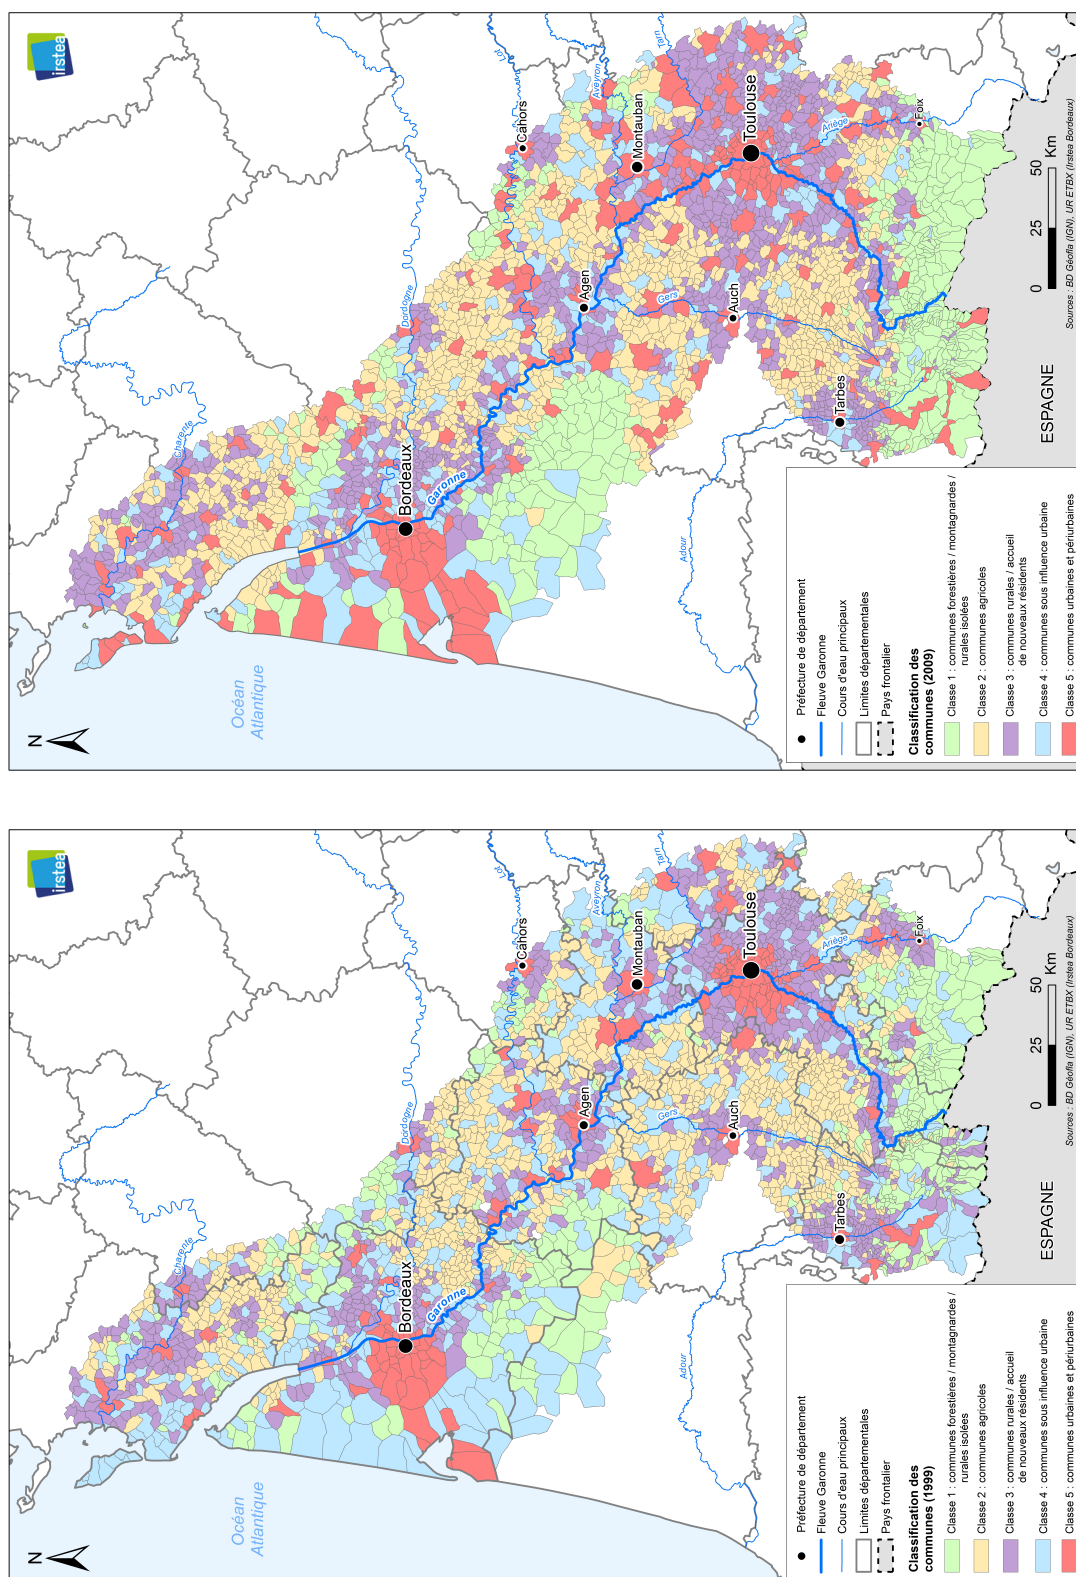 irstea
N
Océan
Atlantique
Charente
Dordogne
Lot
Cahors
Aveyron
Tarn
Montauban
Bordeaux
Garonne
Agen
Toulouse
Gers
Auch
Ariège
Foix
Adour
Tarbes
ESPAGNE
0 25 50 Km
Sources : BD Géofla (IGN), UR ETBX (Irstea Bordeaux)
Préfecture de département
Fleuve Garonne
Cours d'eau principaux
Limites départementales
Pays frontalier
Classification des
communes (2009)
Classe 1 : communes forestières / montagnardes /
rurales isolées
Classe 2 : communes agricoles
Classe 3 : communes rurales / accueil
de nouveaux résidents
Classe 4 : communes sous influence urbaine
Classe 5 : communes urbaines et périurbaines
irstea
N
Océan
Atlantique
Charente
Dordogne
Lot
Cahors
Aveyron
Tarn
Montauban
Bordeaux
Garonne
Agen
Toulouse
Gers
Auch
Ariège
Foix
Adour
Tarbes
ESPAGNE
0 25 50 Km
Sources : BD Géofla (IGN), UR ETBX (Irstea Bordeaux)
Préfecture de département
Fleuve Garonne
Cours d'eau principaux
Limites départementales
Pays frontalier
Classification des
communes (1999)
Classe 1 : communes forestières / montagnardes /
rurales isolées
Classe 2 : communes agricoles
Classe 3 : communes rurales / accueil
de nouveaux résidents
Classe 4 : communes sous influence urbaine
Classe 5 : communes urbaines et périurbaines